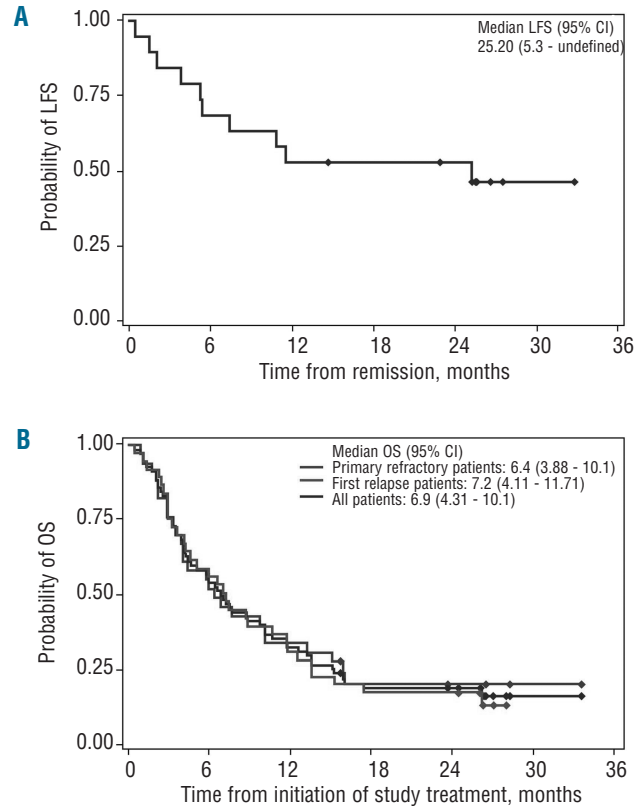 A
Probability of LFS
1.00
0.75
0.50
0.25
0.00
Median LFS (95% CI)
25.20 (5.3 - undefined)
0 6 12 18 24 30 36
Time from remission, months
B
Probability of OS
1.00
0.75
0.50
0.25
0.00
Median OS (95% CI)
Primary refractory patients: 6.4 (3.88 - 10.1)
First relapse patients: 7.2 (4.11 - 11.71)
All patients: 6.9 (4.31 - 10.1)
0 6 12 18 24 30 36
Time from initiation of study treatment, months